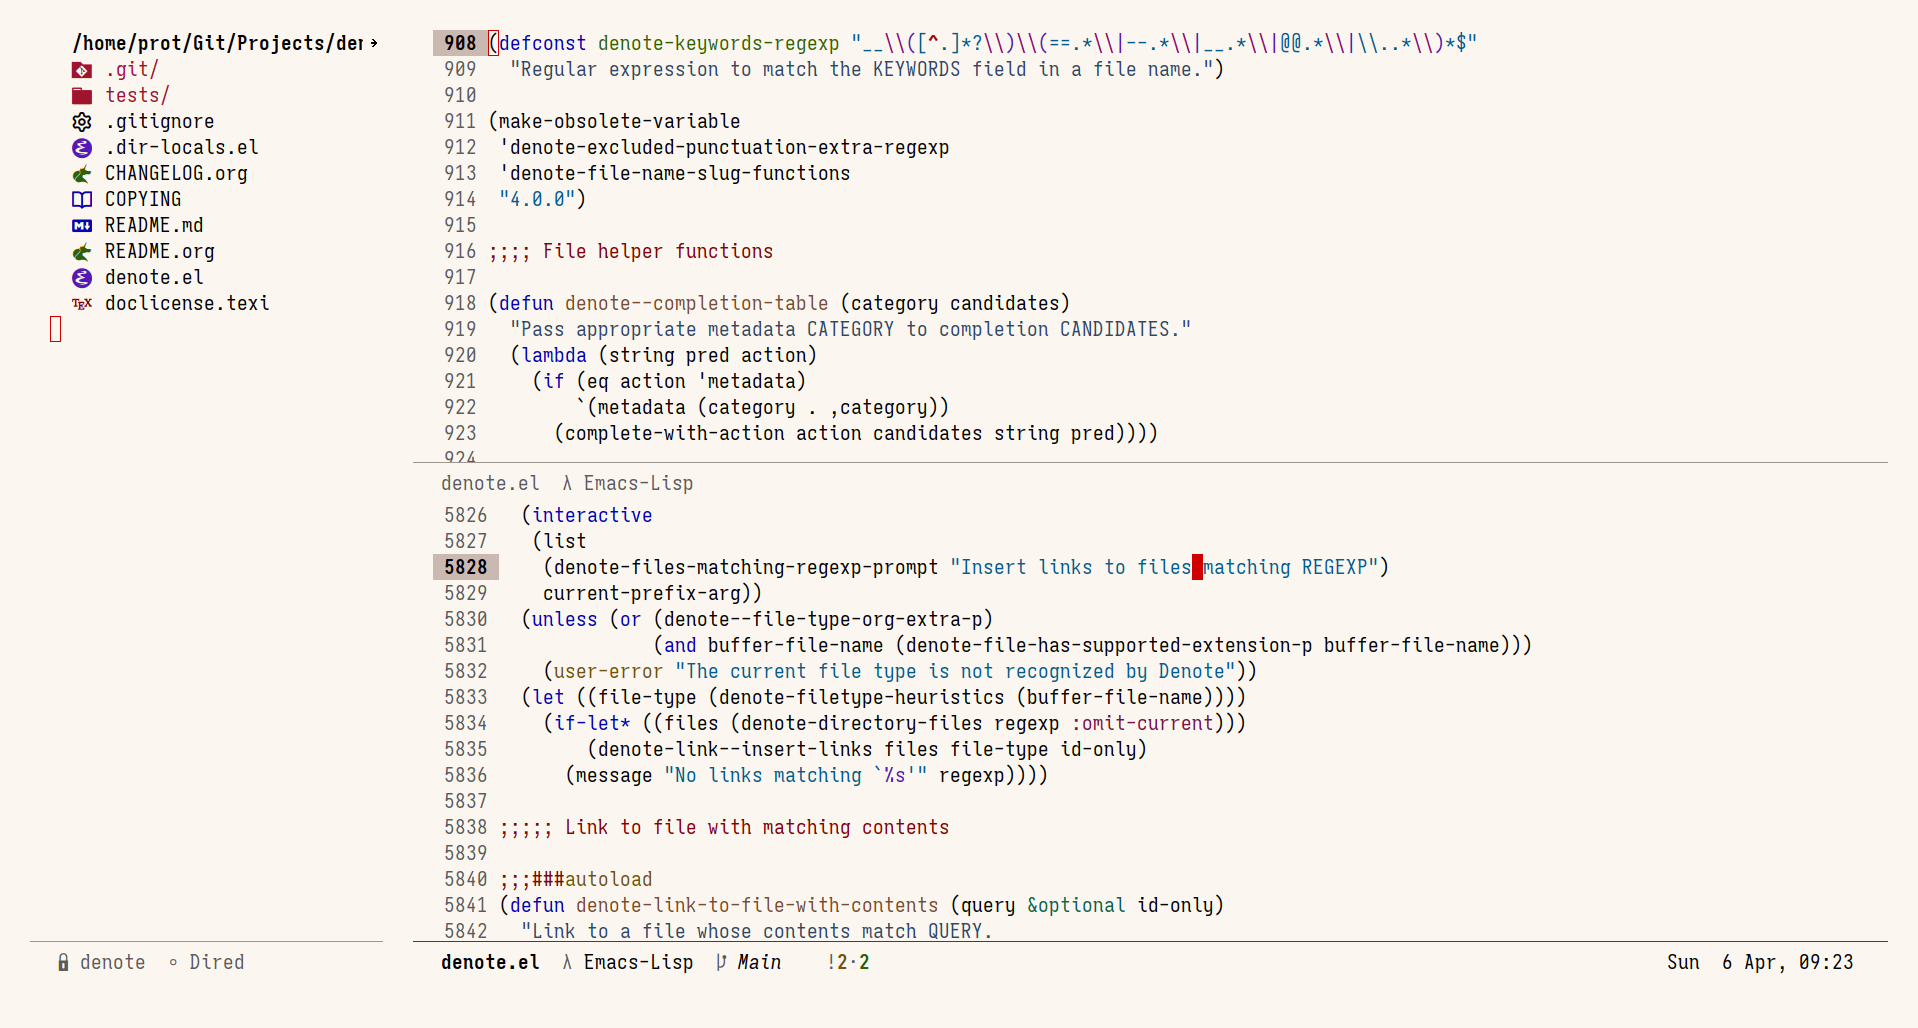 /home/prot/Git/Projects/der
.git/
tests/
.gitignore
.dir-locals.el
CHANGELOG.org
COPYING
README.md
README.org
denote.el
doclicense.texi
denote ∘ Dired
908 (defconst denote-keywords-regexp "__\\([^.]*?\\)\\(==.*\\|--.*\\|__.*\\|@@.*\\|\\..*\\)*$"
909   "Regular expression to match the KEYWORDS field in a file name.")
910
911 (make-obsolete-variable
912  'denote-excluded-punctuation-extra-regexp
913  'denote-file-name-slug-functions
914  "4.0.0")
915
916 ;;;; File helper functions
917
918 (defun denote--completion-table (category candidates)
919   "Pass appropriate metadata CATEGORY to completion CANDIDATES."
920   (lambda (string pred action)
921     (if (eq action 'metadata)
922         `(metadata (category . ,category))
923       (complete-with-action action candidates string pred))))
924
denote.el  λ Emacs-Lisp
5826   (interactive
5827    (list
5828     (denote-files-matching-regexp-prompt "Insert links to files matching REGEXP")
5829     current-prefix-arg))
5830   (unless (or (denote--file-type-org-extra-p)
5831               (and buffer-file-name (denote-file-has-supported-extension-p buffer-file-name)))
5832     (user-error "The current file type is not recognized by Denote"))
5833   (let ((file-type (denote-filetype-heuristics (buffer-file-name))))
5834     (if-let* ((files (denote-directory-files regexp :omit-current)))
5835         (denote-link--insert-links files file-type id-only)
5836       (message "No links matching `%s'" regexp))))
5837
5838 ;;;;; Link to file with matching contents
5839
5840 ;;;###autoload
5841 (defun denote-link-to-file-with-contents (query &optional id-only)
5842   "Link to a file whose contents match QUERY.
denote.el  λ Emacs-Lisp  Main  !2·2  Sun  6 Apr, 09:23